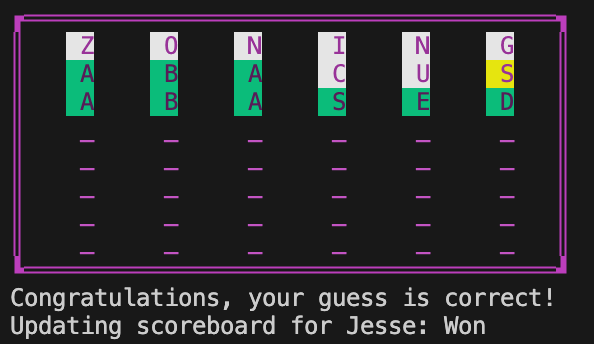 Z O N I N G
A B A C U S
A B A S E D
_ _ _ _ _ _
_ _ _ _ _ _
_ _ _ _ _ _
_ _ _ _ _ _
_ _ _ _ _ _
Congratulations, your guess is correct!
Updating scoreboard for Jesse: Won